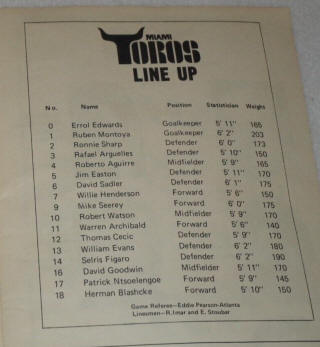 MIAMI
TOROS
LINE UP
No. Name Position Statistician Weight
0 Errol Edwards Goalkeeper 5' 11" 165
1 Ruben Montoya Goalkeeper 6' 2" 203
2 Ronnie Sharp Defender 6' 0" 173
3 Rafael Arguelles Defender 5' 10" 150
4 Roberto Aguirre Midfielder 5' 9" 165
5 Jim Easton Defender 5' 11" 170
6 David Sadler Defender 6' 1" 175
7 Willie Henderson Forward 5' 6" 150
9 Mike Seerey Forward 6' 0" 175
10 Robert Watson Midfielder 5' 9" 170
11 Warren Archibald Forward 5' 6" 140
12 Thomas Cecic Defender 5' 9" 170
13 William Evans Defender 6' 2" 180
14 Selris Figaro Defender 6' 2" 190
16 David Goodwin Midfielder 5' 11" 170
17 Patrick Ntsoelengoe Forward 5' 9" 145
18 Herman Blashcke Forward 5' 10" 150
Game Referee—Eddie Pearson-Atlanta
Linesmen—R.Imar and E. Stoubar